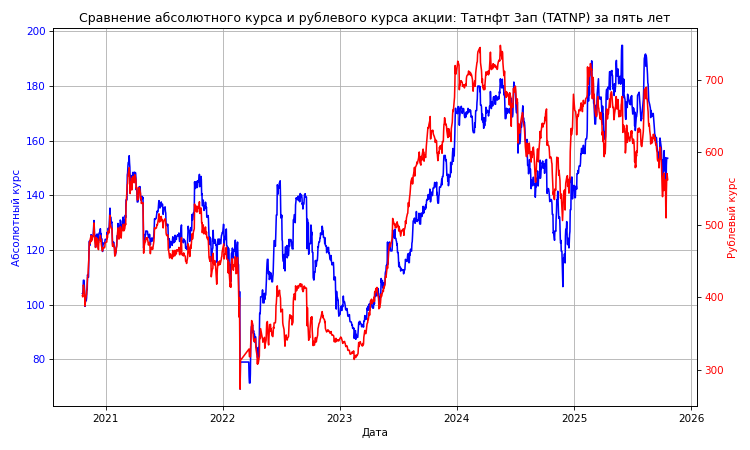 Сравнение абсолютного курса и рублевого курса акции: Татнфт 3ап (TATNP) за пять лет
200
180
160
140
120
100
80
Абсолютный курс
700
600
500
400
300
Рублевый курс
2021 2022 2023 2024 2025 2026
Дата